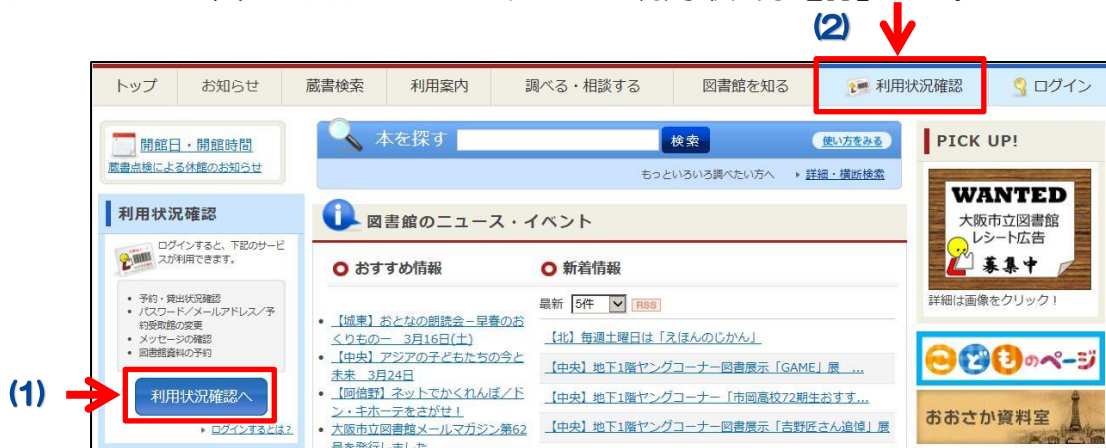 (2)
トップ お知らせ 蔵書検索 利用案内 調べる・相談する 図書館を知る 利用状況確認 ログイン
開館日・開館時間
蔵書点検による休館のお知らせ
利用状況確認
ログインすると、下記のサービ
スが利用できます。
• 予約・貸出状況確認
• パスワード／メールアドレス／予
約受取館の変更
• メッセージの確認
• 図書館資料の予約
(1)
利用状況確認へ
ログインするとは?
本を探す 検索 使い方をみる
もっといろいろ調べたい方へ 詳細・横断検索
図書館のニュース・イベント
おすすめ情報
• 【城東】おとなの朗読会－早春のお
くりもの－ 3月16日(土)
• 【中央】アジアの子どもたちの今と
未来 3月24日
• 【阿倍野】ネットでかくれんぼ／ド
ン・キホーテをさがせ！
• 大阪市立図書館メールマガジン第62
号を発行しました
新着情報
最新 5件 RSS
【北】毎週土曜日は「えほんのじかん」
【中央】地下1階ヤングコーナー図書展示「GAME」展 ...
【中央】地下1階ヤングコーナー「市岡高校72期生おすす...
【中央】地下1階ヤングコーナー図書展示「吉野匠さん追悼」展
PICK UP!
WANTED
大阪市立図書館
レシート広告
募集中
詳細は画像をクリック！
こどものページ
おおさか資料室